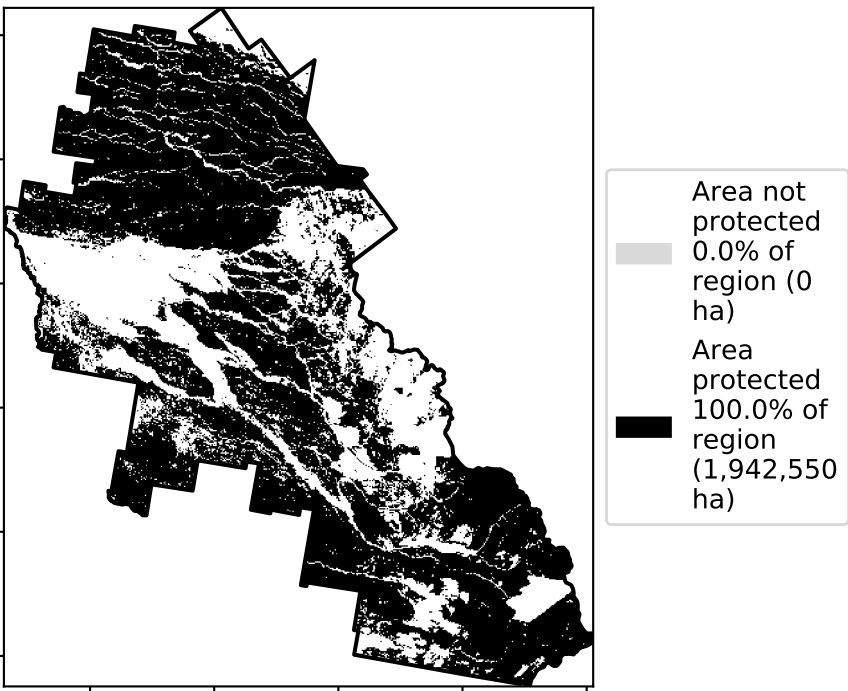 Area not
protected
0.0% of
region (0
ha)
Area
protected
100.0% of
region
(1,942,550
ha)